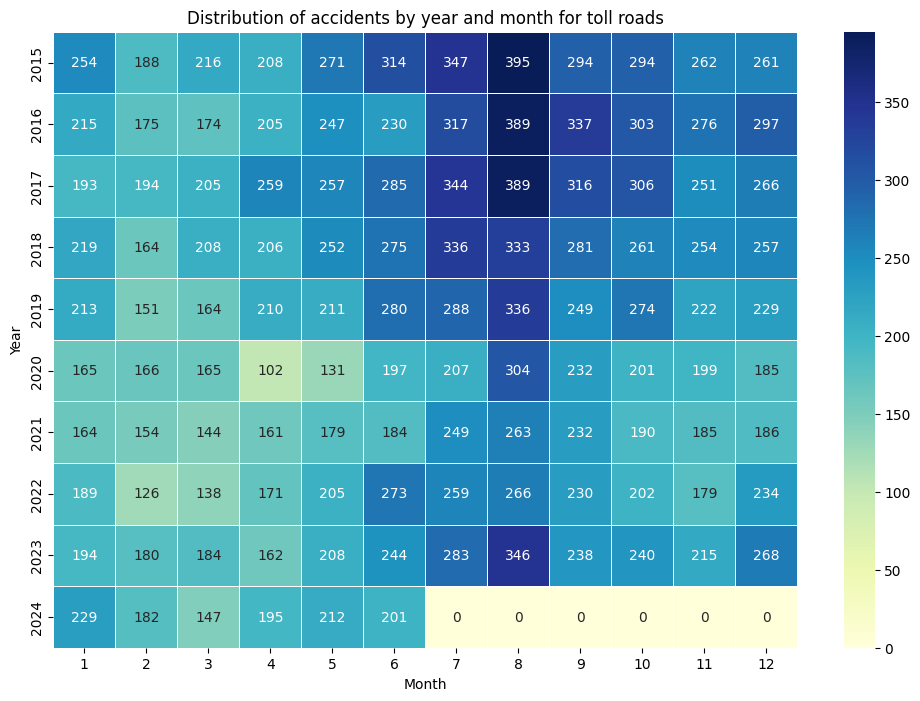 Distribution of accidents by year and month for toll roads
2015 254 188 216 208 271 314 347 395 294 294 262 261
2016 215 175 174 205 247 230 317 389 337 303 276 297
2017 193 194 205 259 257 285 344 389 316 306 251 266
2018 219 164 208 206 252 275 336 333 281 261 254 257
2019 213 151 164 210 211 280 288 336 249 274 222 229
2020 165 166 165 102 131 197 207 304 232 201 199 185
2021 164 154 144 161 179 184 249 263 232 190 185 186
2022 189 126 138 171 205 273 259 266 230 202 179 234
2023 194 180 184 162 208 244 283 346 238 240 215 268
2024 229 182 147 195 212 201 0 0 0 0 0 0
1 2 3 4 5 6 7 8 9 10 11 12
Month
Year
350
300
250
200
150
100
50
0